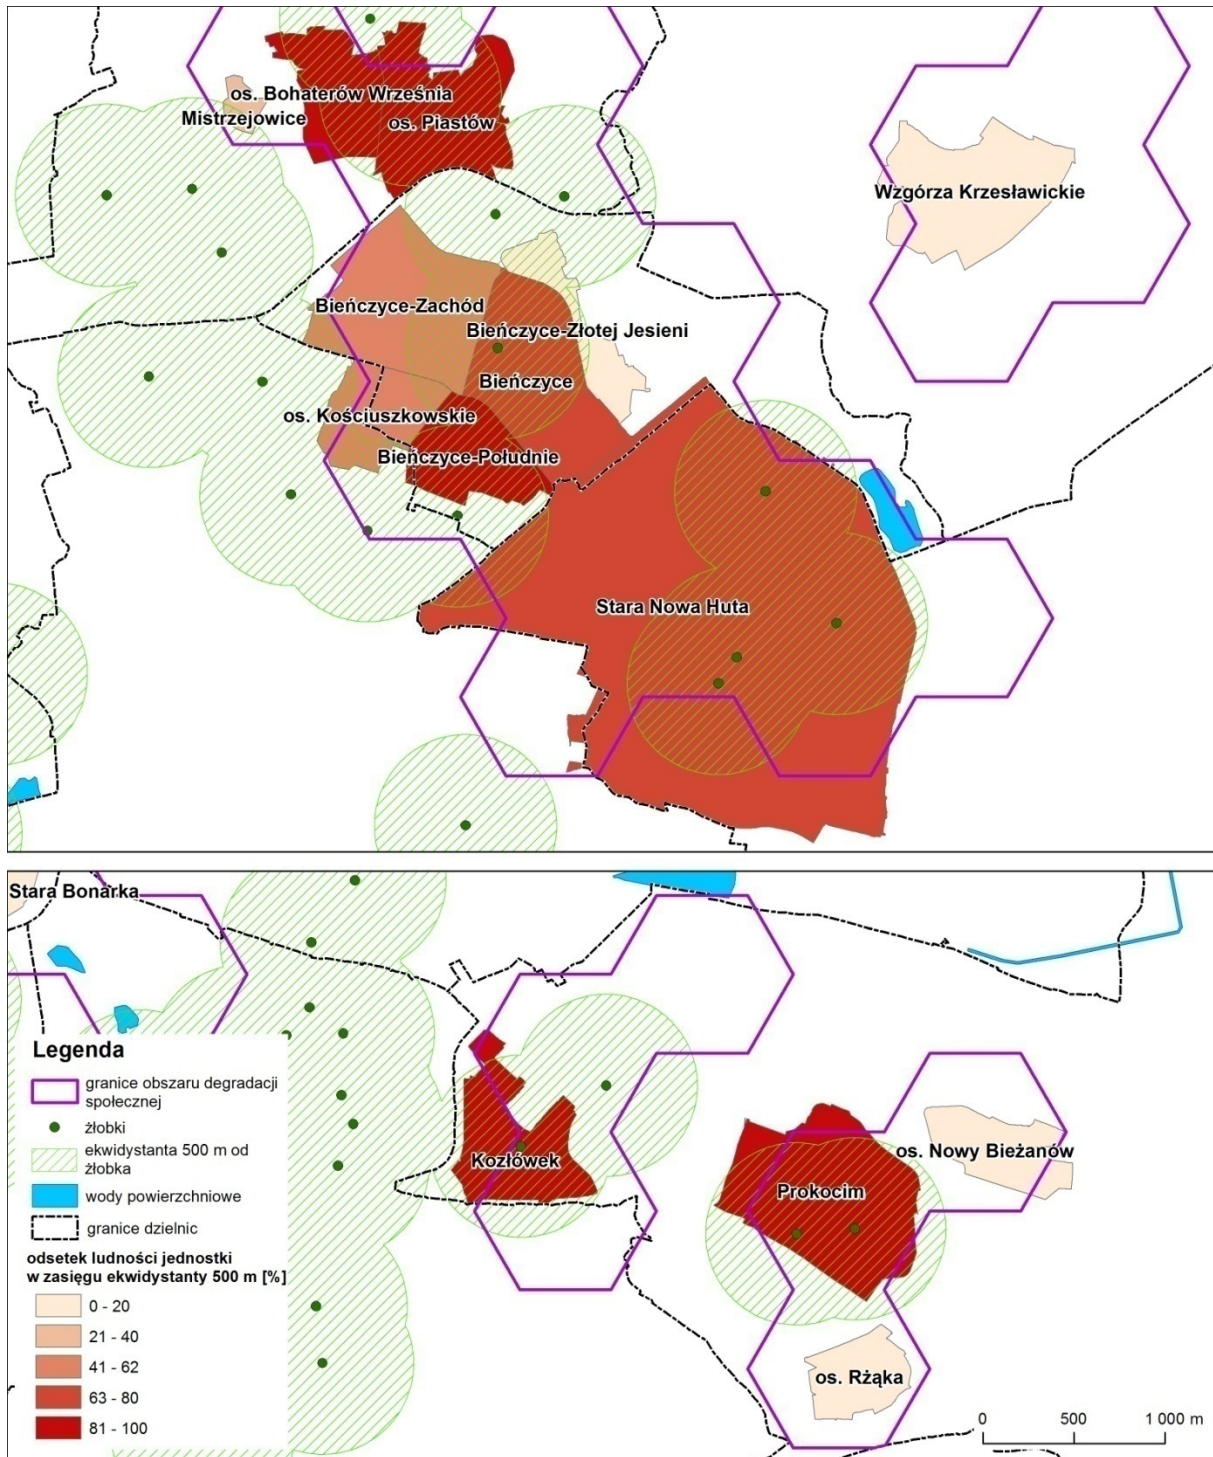 os. Bohaterów Września
Mistrzejowice
os. Piastów
Wzgórza Krzesławickie
Bieńczyce-Zachód
Bieńczyce-Złotej Jesieni
Bieńczyce
os. Kościuszkowskie
Bieńczyce-Południe
Stara Nowa Huta
Stara Bonarka
Kozłówek
os. Nowy Bieżanów
Prokocim
os. Rżąka
Legenda
granice obszaru degradacji
społecznej
żłobki
ekwidystanta 500 m od
żłobka
wody powierzchniowe
granice dzielnic
odsetek ludności jednostki
w zasięgu ekwidystanty 500 m [%]
0 - 20
21 - 40
41 - 62
63 - 80
81 - 100
0 500 1 000 m